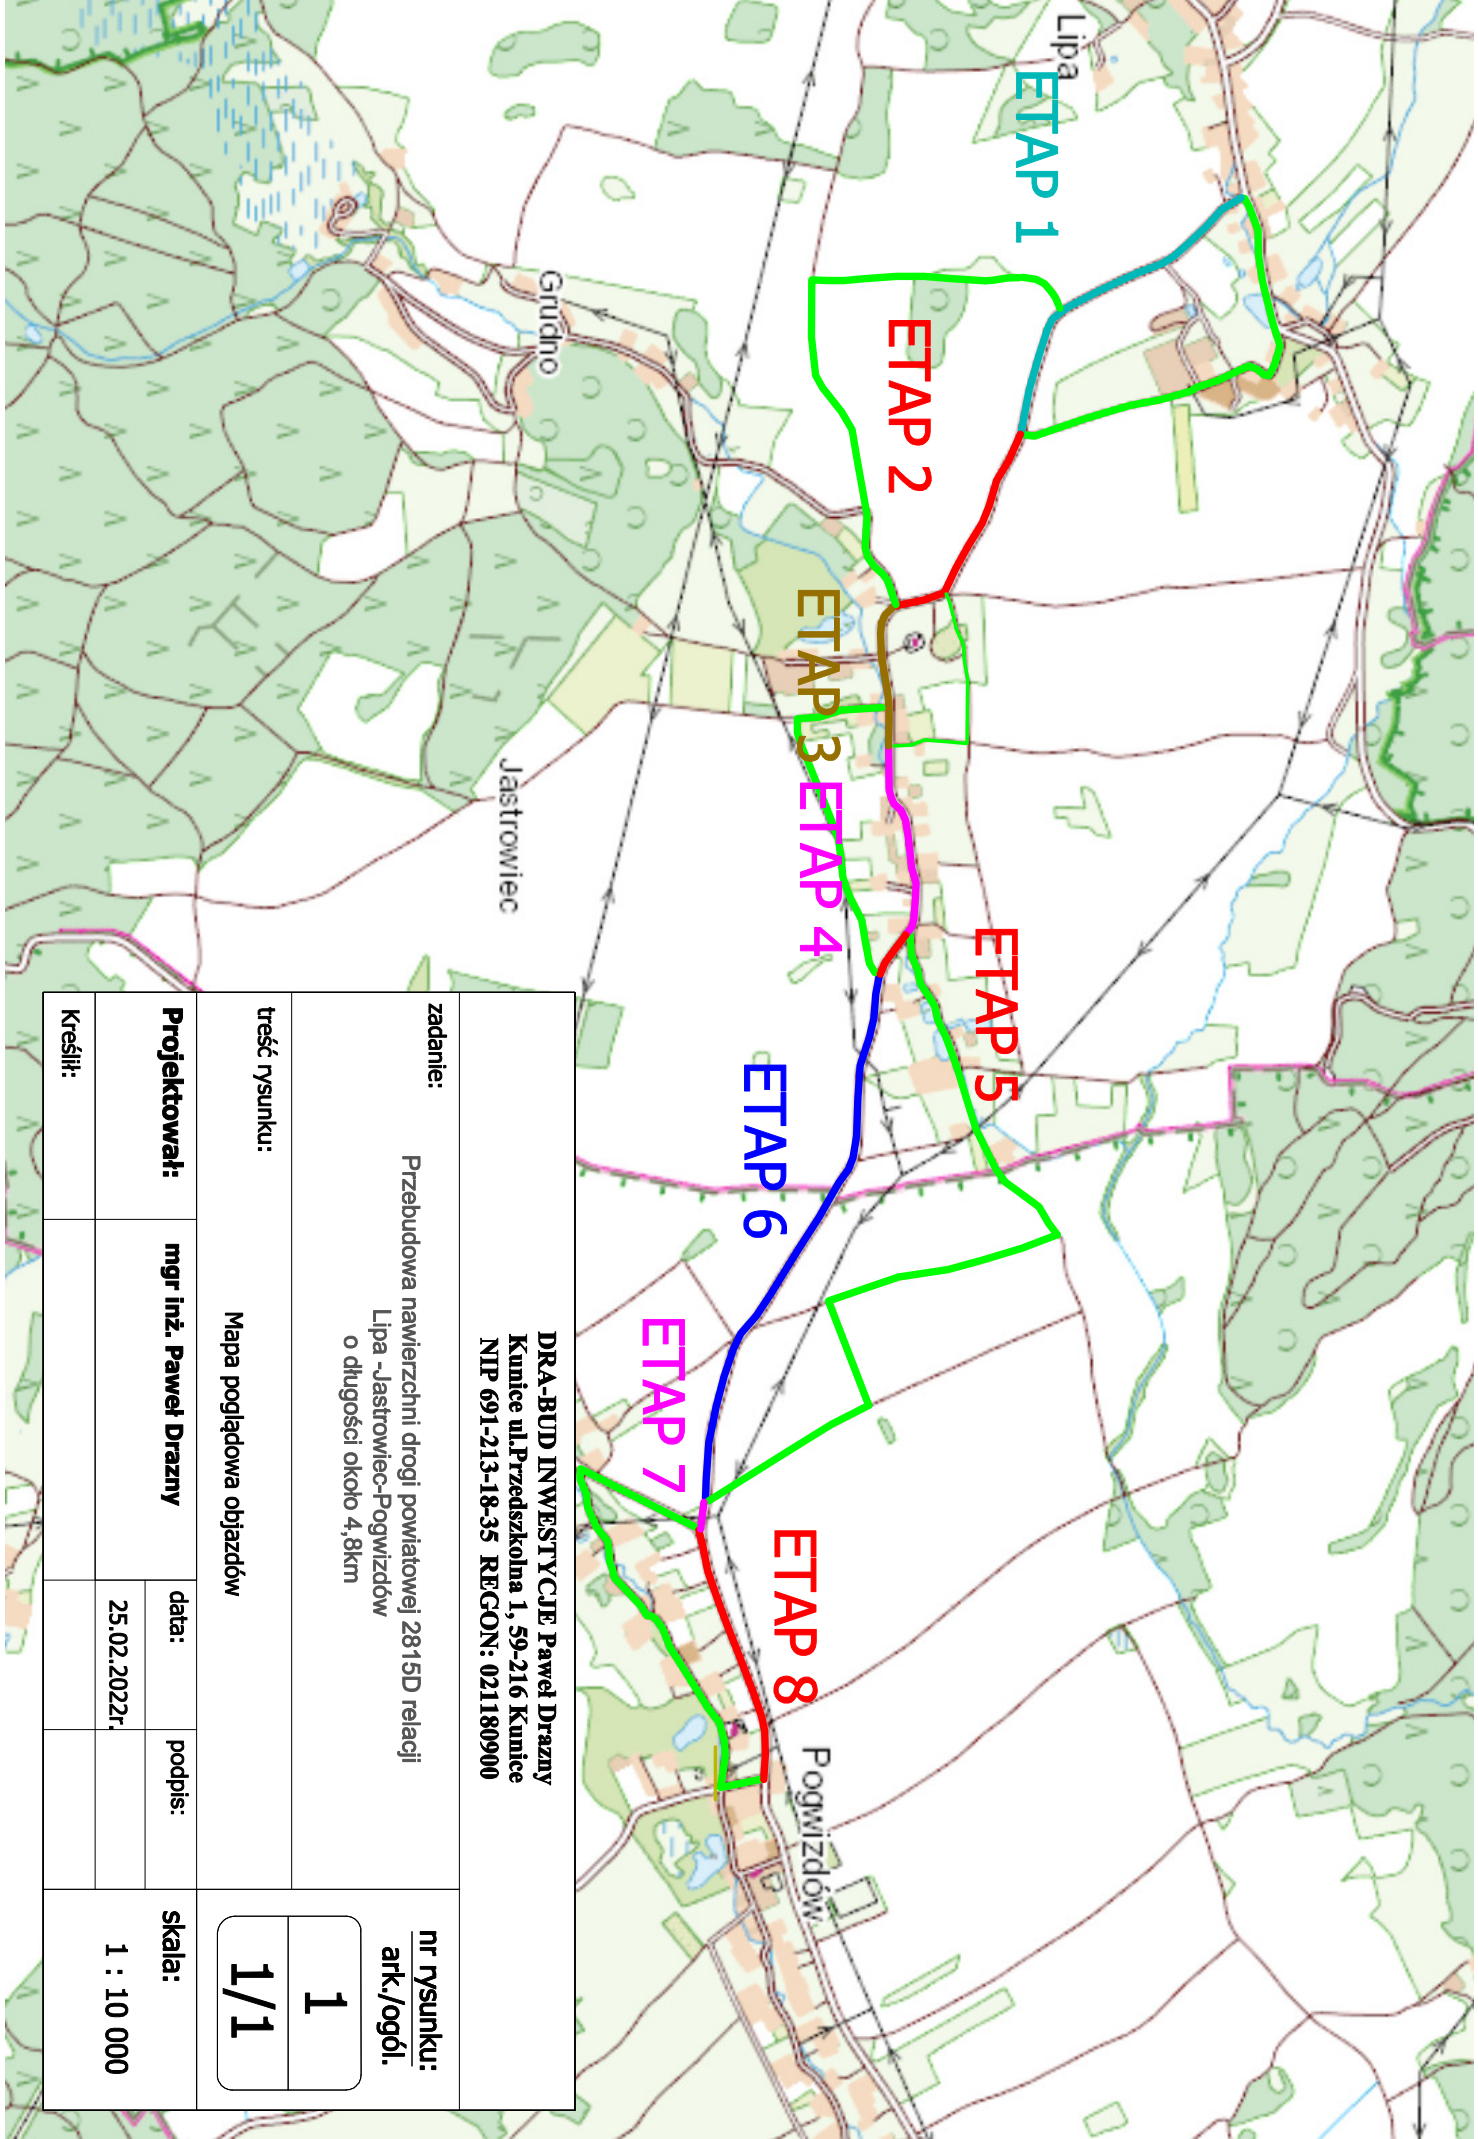 Lipa
ETAP 1
Grudno
ETAP 2
ETAP 3
ETAP 4
Jastrowiec
ETAP 5
ETAP 6
ETAP 7
ETAP 8
Pogwizdów
DRA-BUD INWESTYCJE Paweł Drazny
Kunice ul.Przedszkolna 1, 59-216 Kunice
NIP 691-213-18-35 REGON: 021180900
zadanie:
Przebudowa nawierzchni drogi powiatowej 2815D relacji
Lipa -Jastrowiec-Pogwizdów
o długości około 4,8km
nr rysunku:
ark./ogól.
1
1/1
treść rysunku:
Mapa poglądowa objazdów
Projektował:
mgr inż. Paweł Drazny
data:
25.02.2022r.
podpis:
skala:
1 : 10 000
Kreślił: